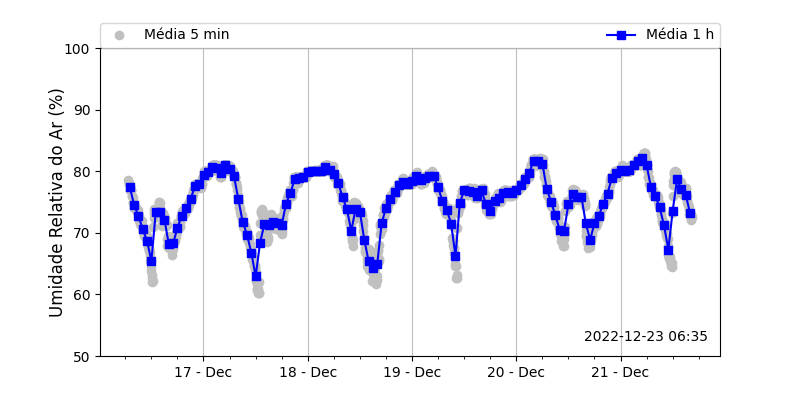 Média 5 min
Média 1 h
Umidade Relativa do Ar (%)
100
90
80
70
60
50
2022-12-23 06:35
17 - Dec
18 - Dec
19 - Dec
20 - Dec
21 - Dec